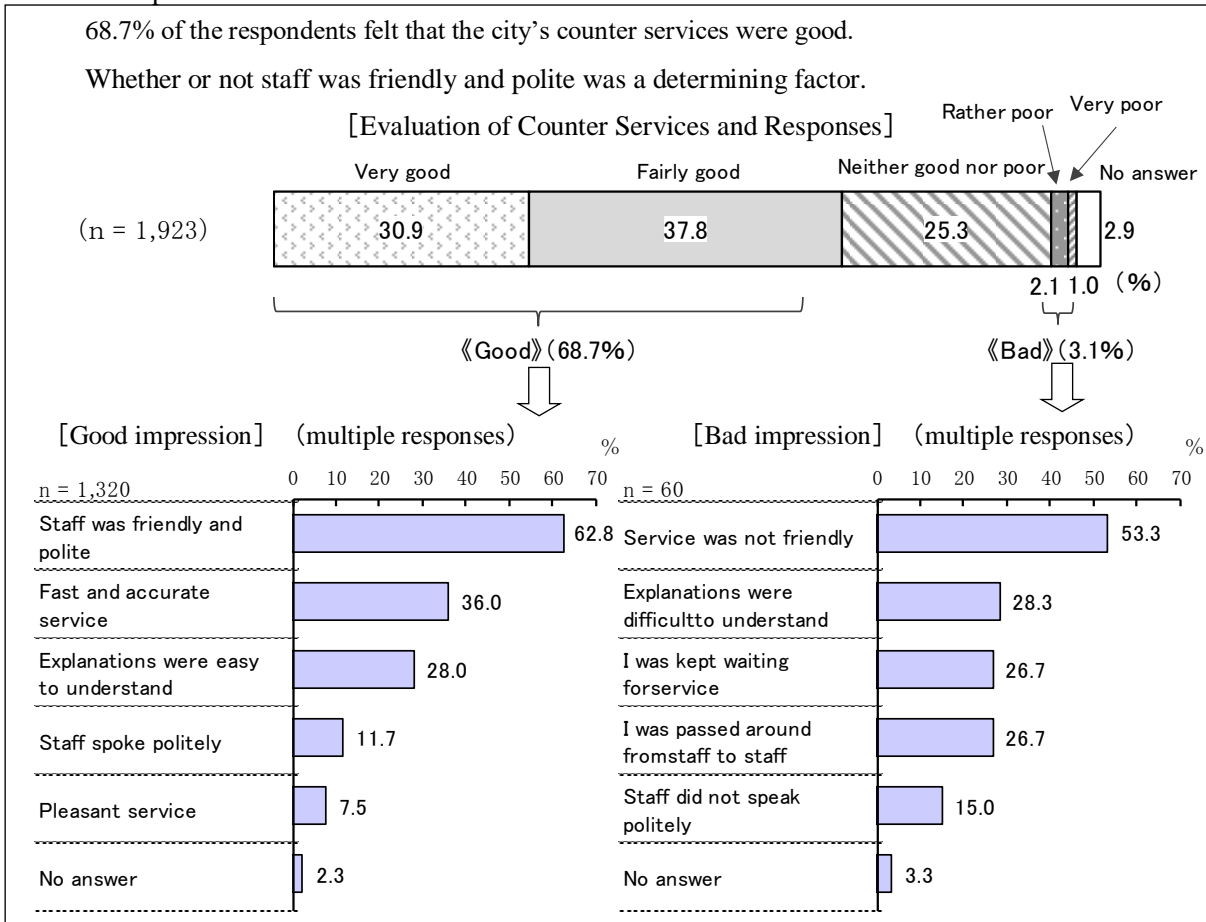 68.7% of the respondents felt that the city's counter services were good.
Whether or not staff was friendly and polite was a determining factor.
[Evaluation of Counter Services and Responses]
Rather poor
Very poor
Very good
Fairly good
Neither good nor poor
No answer
(n = 1,923)
30.9
37.8
25.3
2.9
2.1
1.0
(%)
《Good》(68.7%)
《Bad》(3.1%)
[Good impression] (multiple responses)
%
0 10 20 30 40 50 60 70
n = 1,320
Staff was friendly and
polite
62.8
Fast and accurate
service
36.0
Explanations were easy
to understand
28.0
Staff spoke politely
11.7
Pleasant service
7.5
No answer
2.3
[Bad impression] (multiple responses)
%
0 10 20 30 40 50 60 70
n = 60
Service was not friendly
53.3
Explanations were
difficultto understand
28.3
I was kept waiting
forservice
26.7
I was passed around
fromstaff to staff
26.7
Staff did not speak
politely
15.0
No answer
3.3